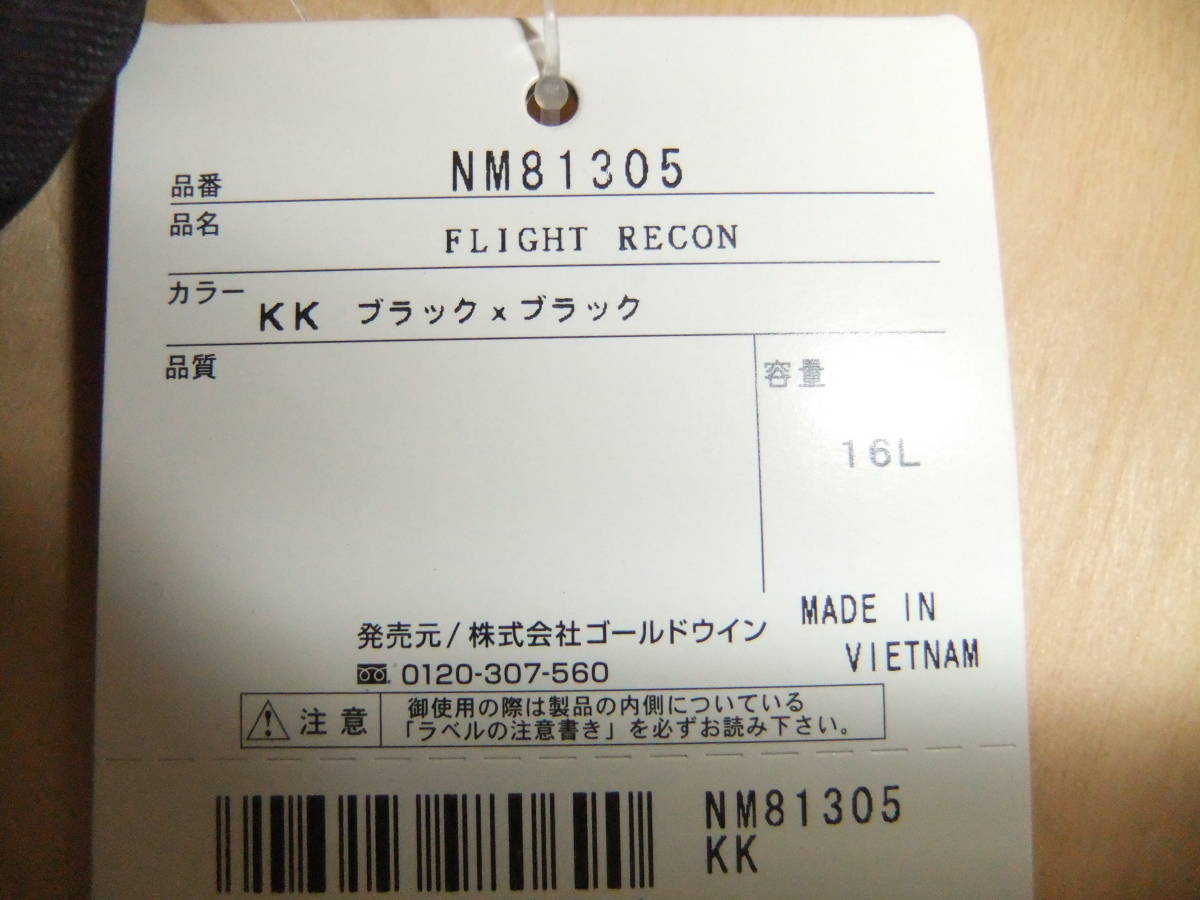 品番 NM81305
品名 FLIGHT RECON
カラー KK ブラック×ブラック
品質
容量
16L
MADE IN
VIETNAM
発売元/株式会社ゴールドウイン
0120-307-560
注意
御使用の際は製品の内側についている
「ラベルの注意書き」を必ずお読み下さい。
NM81305
KK